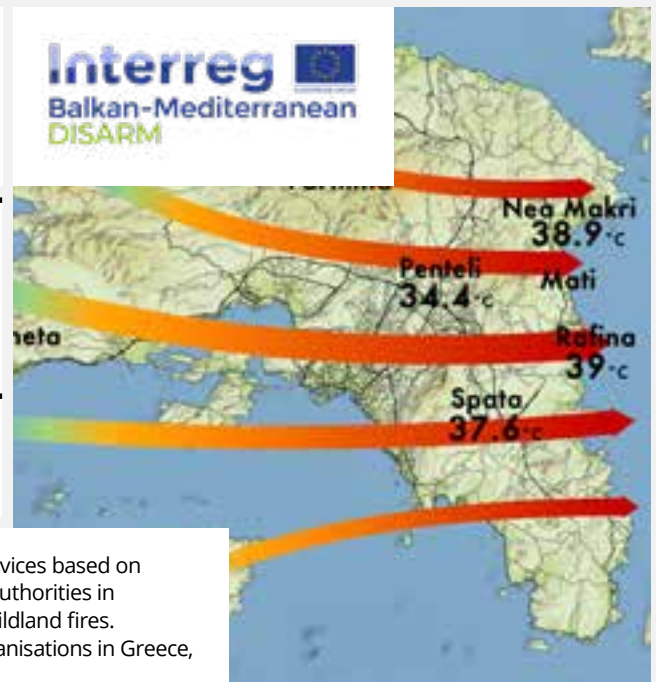 Interreg
Balkan-Mediterranean
DISARM
Nea Makri
38.9°C
Penteli
34.4°C
Mati
neta
Rafina
39°C
Spata
37.6°C
vices based on
uthorities in
ildland fires.
anisations in Greece,